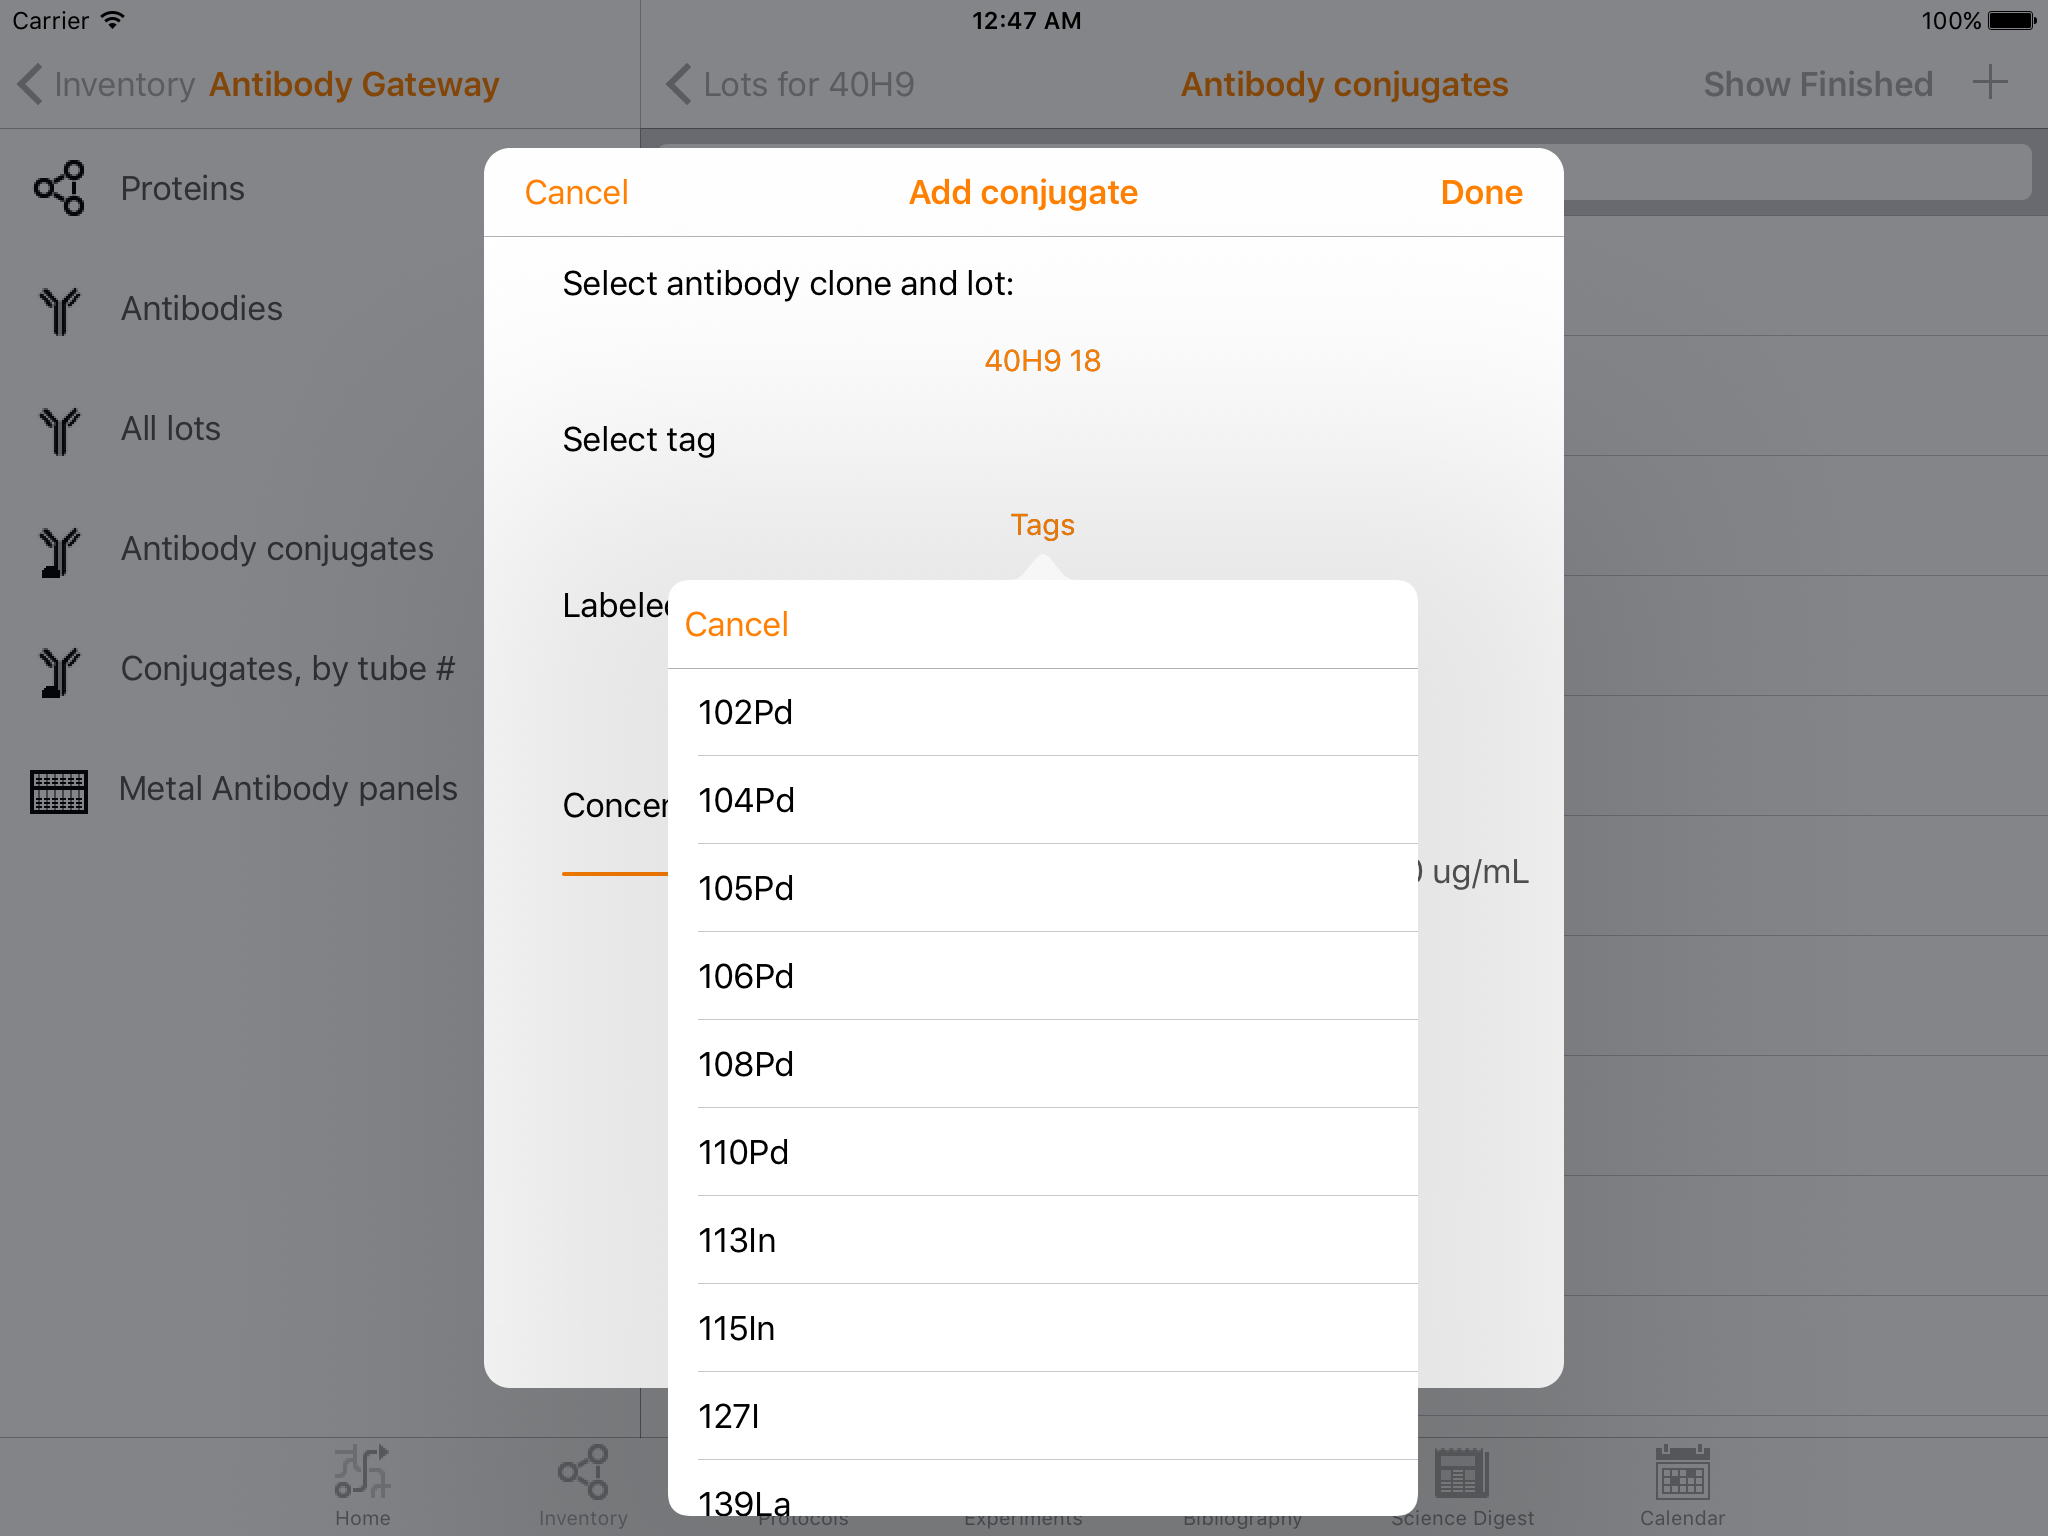 Carrier
12:47 AM
100%
Inventory
Antibody Gateway
Lots for 40H9
Antibody conjugates
Show Finished
Proteins
Antibodies
All lots
Antibody conjugates
Conjugates, by tube #
Metal Antibody panels
Cancel
Add conjugate
Done
Select antibody clone and lot:
40H9 18
Select tag
Tags
Cancel
102Pd
104Pd
105Pd
106Pd
108Pd
110Pd
113In
115In
127I
139La
ug/mL
Home
Inventory
Protocols
Experiments
Bibliography
Science Digest
Calendar